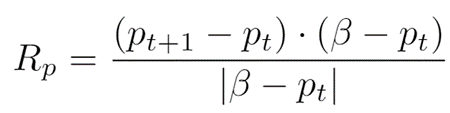 R_p = \frac{(p_{t+1} - p_t) \cdot (\beta - p_t)}{|\beta - p_t|}